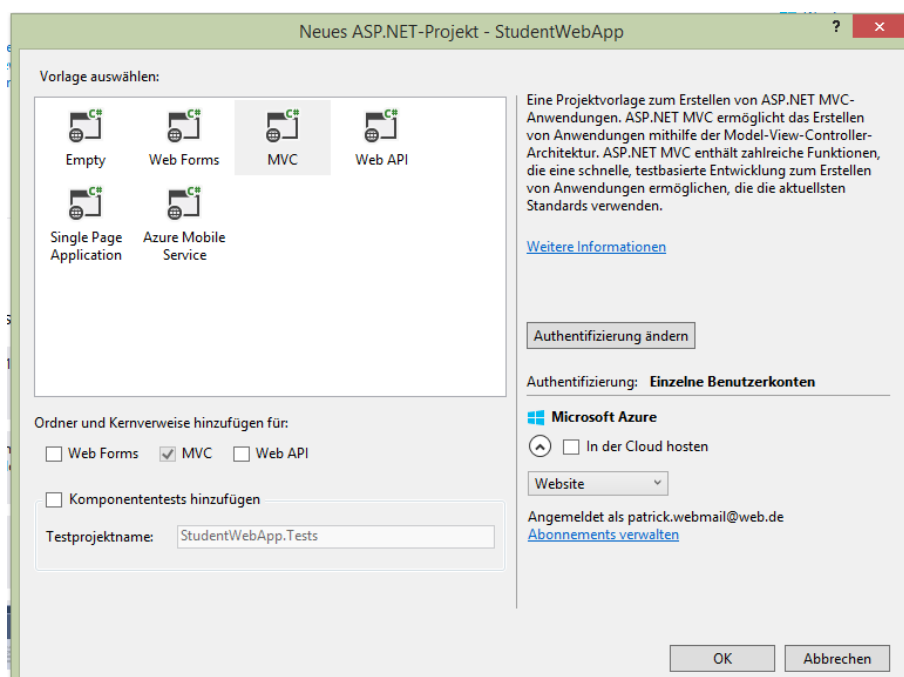 Neues ASP.NET-Projekt - StudentWebApp
?
Vorlage auswählen:
C# C# C# C#
Empty Web Forms MVC Web API
C# C#
Single Page Azure Mobile
Application Service
Eine Projektvorlage zum Erstellen von ASP.NET MVC-
Anwendungen. ASP.NET MVC ermöglicht das Erstellen
von Anwendungen mithilfe der Model-View-Controller-
Architektur. ASP.NET MVC enthält zahlreiche Funktionen,
die eine schnelle, testbasierte Entwicklung zum Erstellen
von Anwendungen ermöglichen, die die aktuellsten
Standards verwenden.
Weitere Informationen
Authentifizierung ändern
Authentifizierung: Einzelne Benutzerkonten
Ordner und Kernverweise hinzufügen für:
Web Forms MVC Web API
Komponententests hinzufügen
Testprojektname: StudentWebApp.Tests
Microsoft Azure
In der Cloud hosten
Website
Angemeldet als patrick.webmail@web.de
Abonnements verwalten
OK Abbrechen